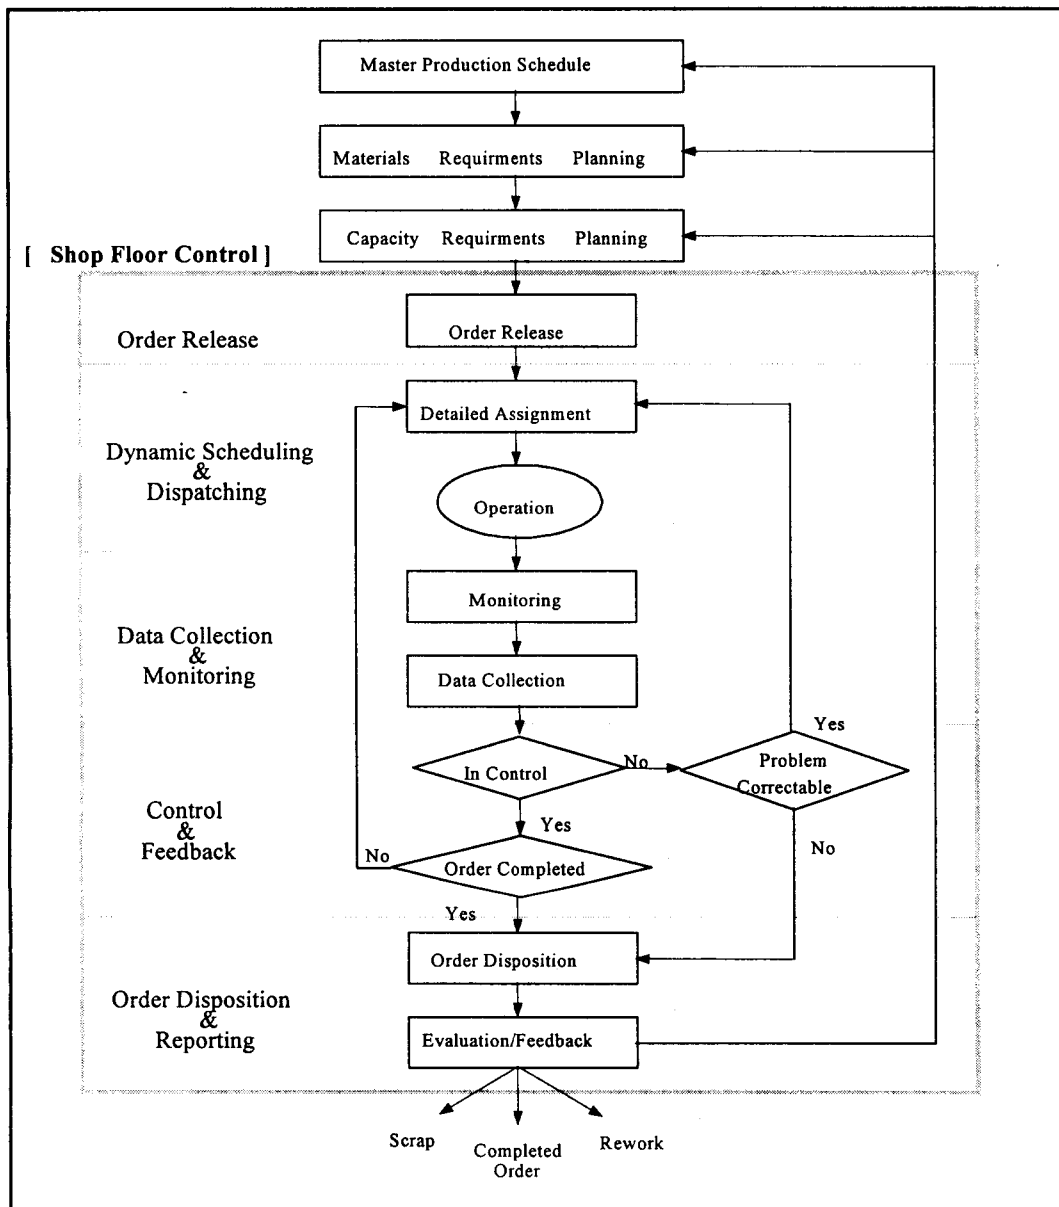 Master Production Schedule
Materials Requirments Planning
Capacity Requirments Planning
[ Shop Floor Control ]
Order Release
Order Release
Detailed Assignment
Dynamic Scheduling
&
Dispatching
Operation
Monitoring
Data Collection
&
Monitoring
Data Collection
Yes
In Control
No
Problem
Correctable
Control
&
Feedback
Yes
No
No
Order Completed
Yes
Order Disposition
Order Disposition
&
Reporting
Evaluation/Feedback
Scrap
Completed
Order
Rework